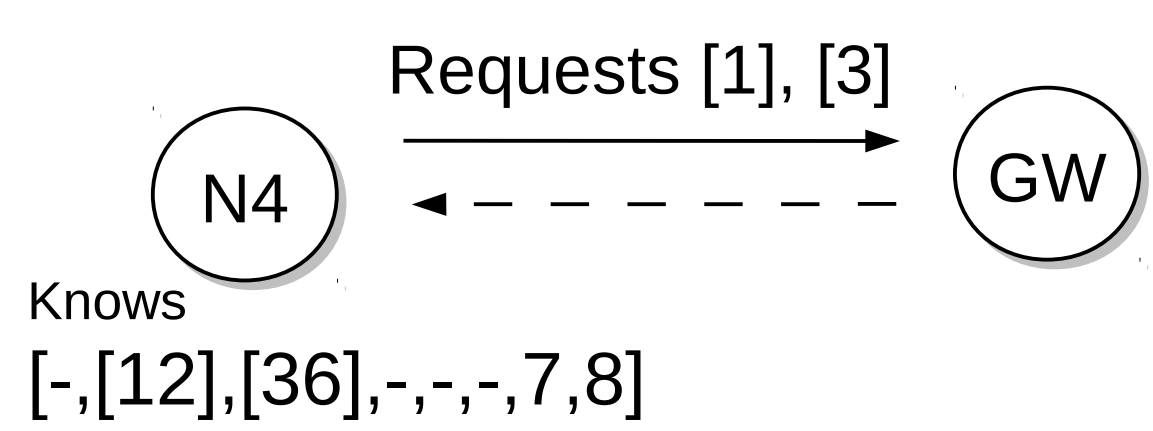 Requests [1], [3]
N4
GW
Knows
[-,[12],[36],-,-,-,7,8]